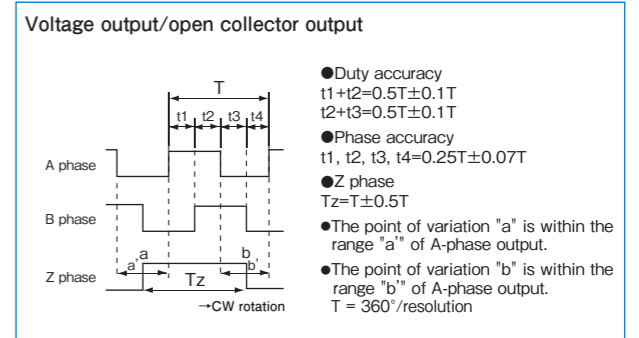 Voltage output/open collector output
T
t1 t2 t3 t4
A phase
B phase
Z phase
a
a'
b
b'
Tz
→CW rotation
●Duty accuracy
t1+t2=0.5T±0.1T
t2+t3=0.5T±0.1T
●Phase accuracy
t1, t2, t3, t4=0.25T±0.07T
●Z phase
Tz=T±0.5T
●The point of variation "a" is within the
range "a'" of A-phase output.
●The point of variation "b" is within the
range "b'" of A-phase output.
T = 360°/resolution